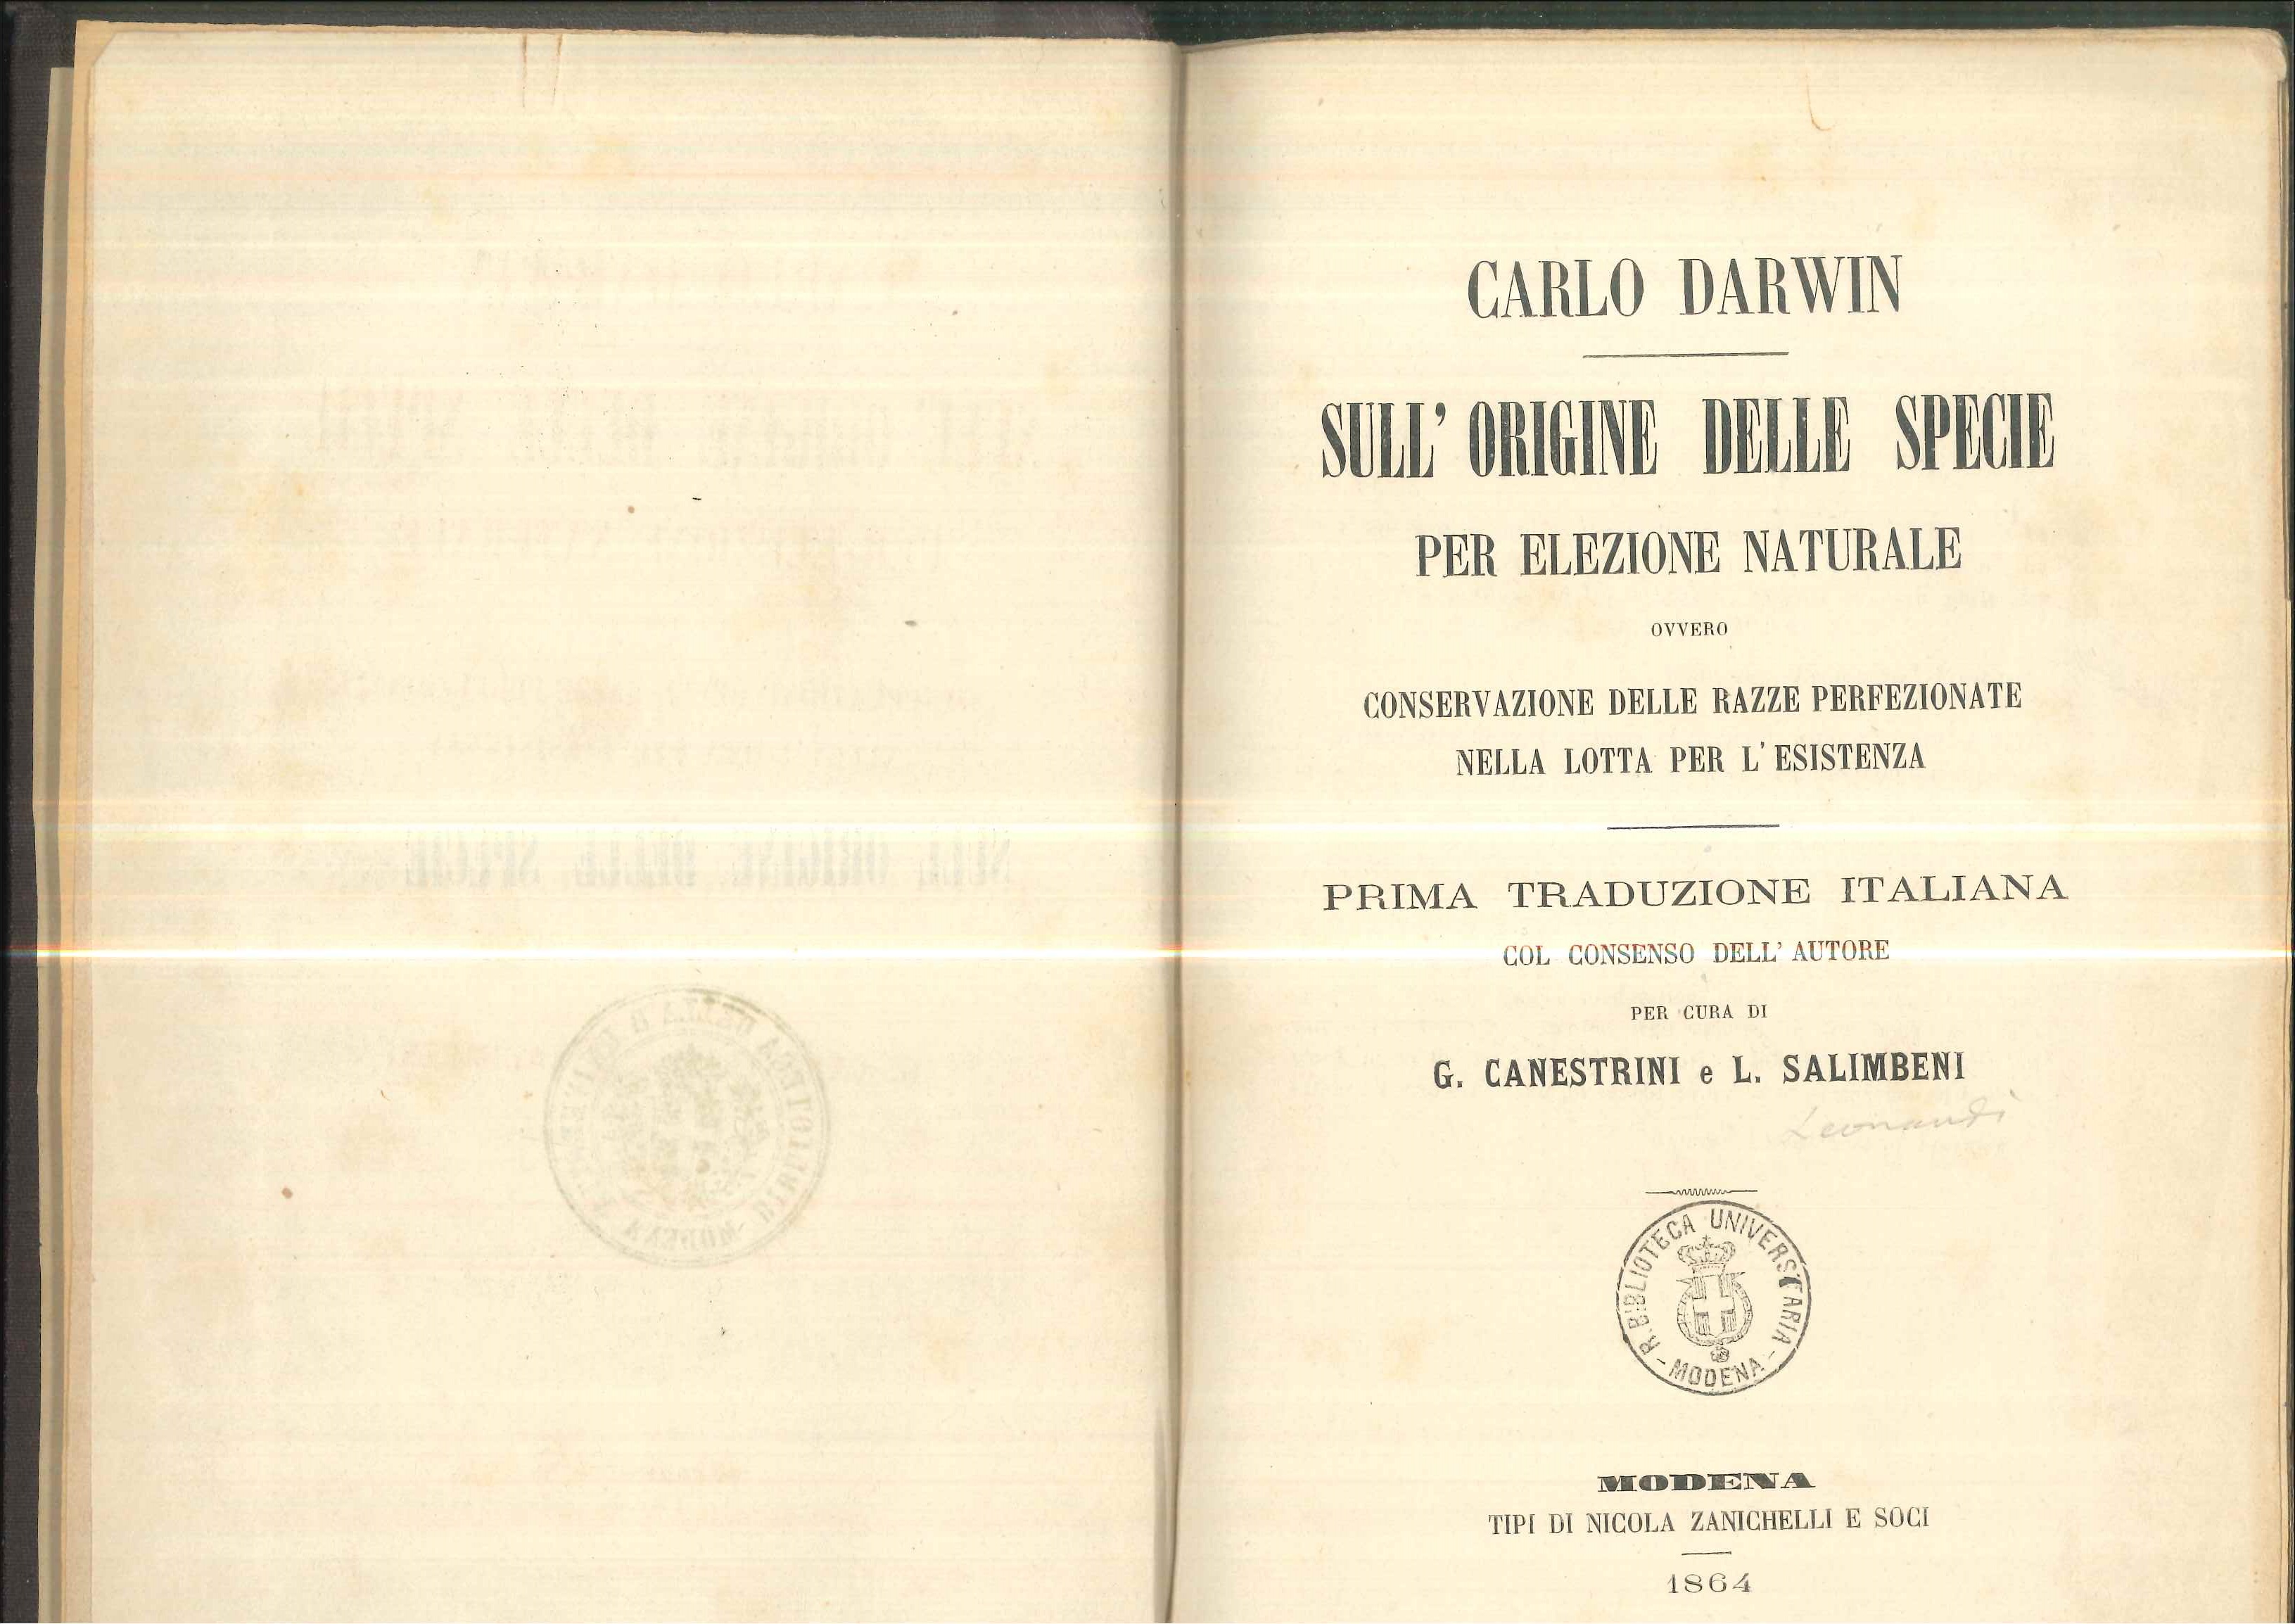 CARLO DARWIN
SULL' ORIGINE DELLE SPECIE
PER ELEZIONE NATURALE
OVVERO
CONSERVAZIONE DELLE RAZZE PERFEZIONATE
NELLA LOTTA PER L' ESISTENZA
PRIMA TRADUZIONE ITALIANA
COL CONSENSO DELL' AUTORE
PER CURA DI
G. CANESTRINI e L. SALIMBENI
R. BIBLIOTECA UNIVERSITARIA
- MODENA -
MODENA
TIPI DI NICOLA ZANICHELLI E SOCI
1864